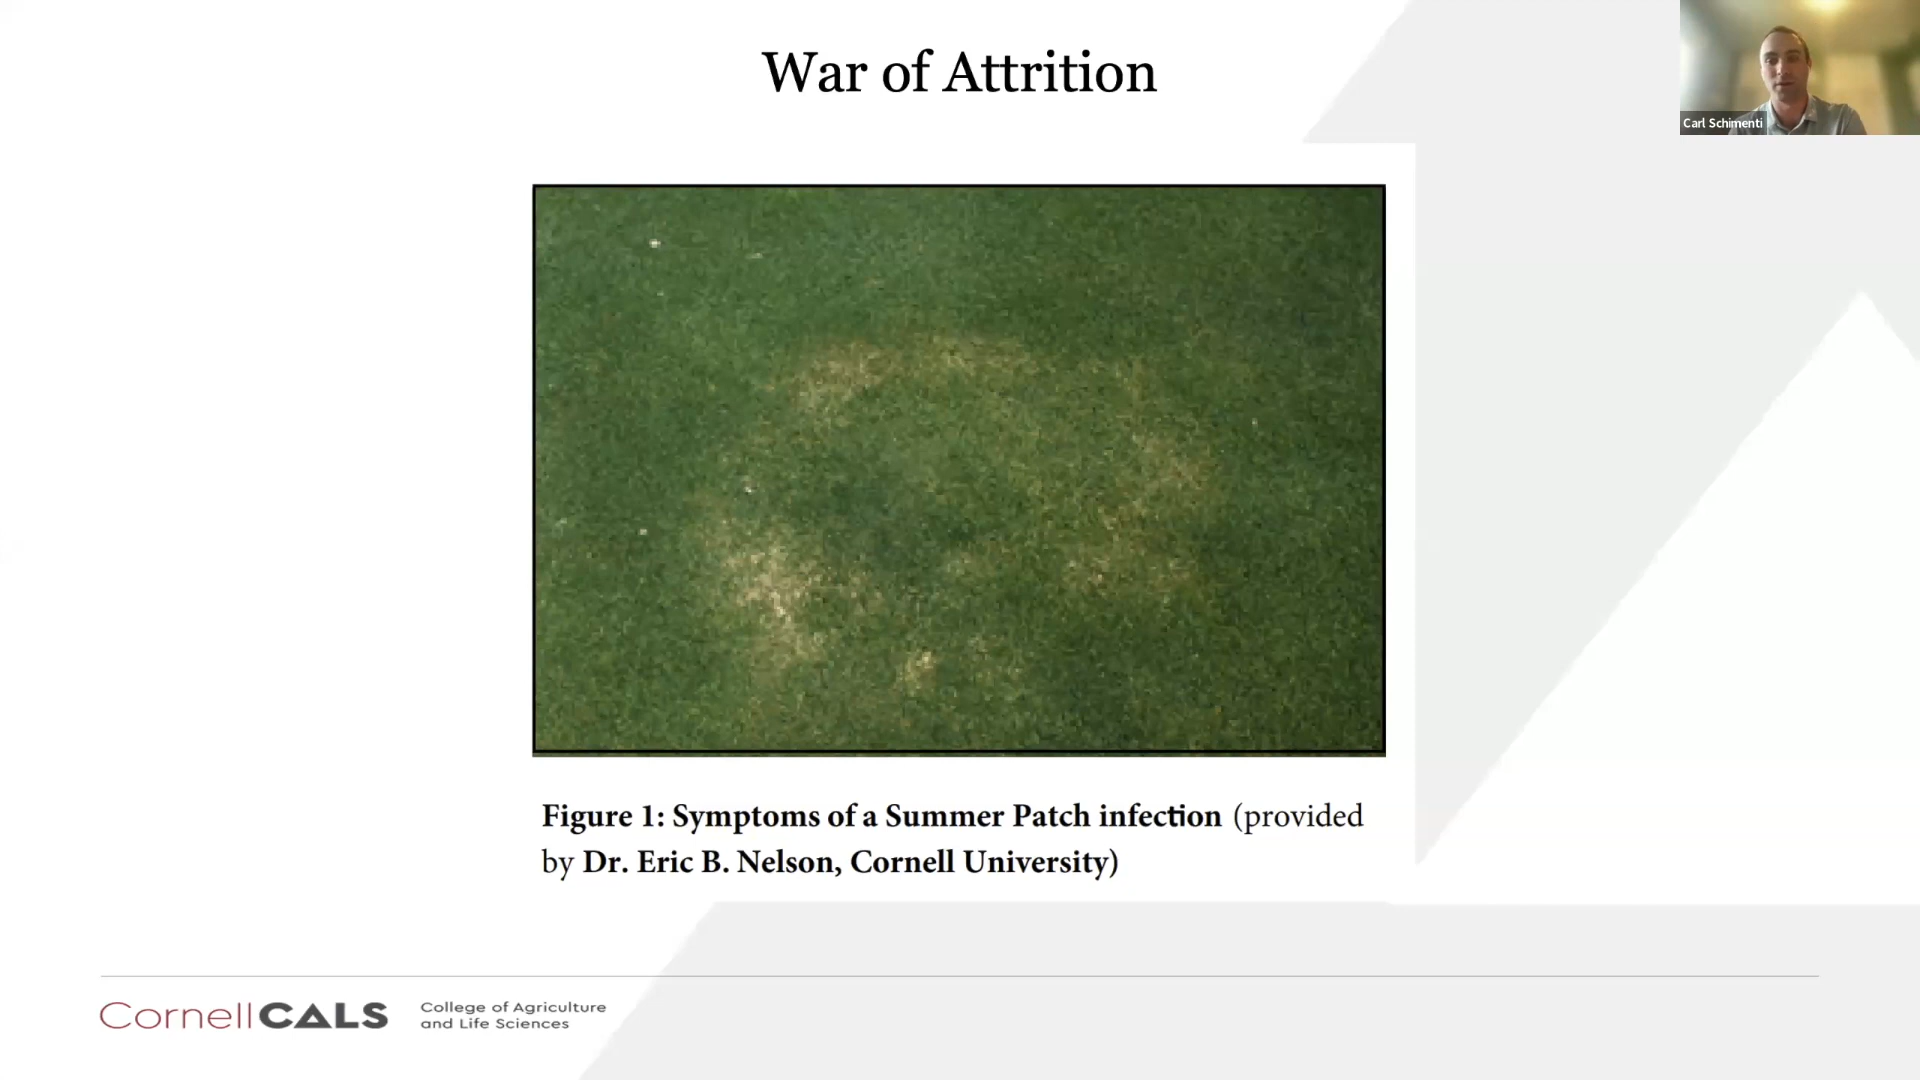 War of Attrition
Carl Schimenti
Figure 1: Symptoms of a Summer Patch infection (provided
by Dr. Eric B. Nelson, Cornell University)
CornellCALS
College of Agriculture
and Life Sciences